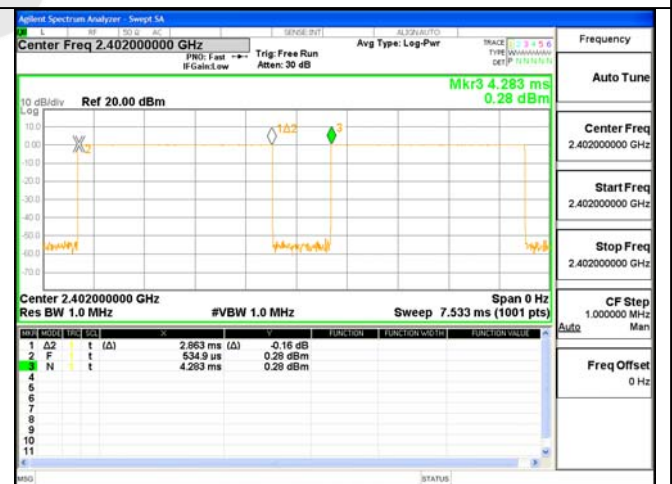 Agilent Spectrum Analyzer - Swept SA
L RF 50 Ω AC SENSE:INT ALIGNAUTO
Center Freq 2.402000000 GHz
PNO: Fast
IFGain:Low
Trig: Free Run
Atten: 30 dB
Avg Type: Log-Pwr
TRACE 1 2 3 4 5 6
TYPE
DET P N N N N N
Mkr3 4.283 ms
0.28 dBm
10 dB/div Ref 20.00 dBm
Log
10.0
0.00
-10.0
-20.0
-30.0
-40.0
-50.0
-60.0
-70.0
2
1Δ2
3
Center 2.402000000 GHz
Span 0 Hz
Res BW 1.0 MHz
#VBW 1.0 MHz
Sweep 7.533 ms (1001 pts)
MKR MODE TRC SCL X Y FUNCTION FUNCTION WIDTH FUNCTION VALUE
1 Δ2 t (Δ) 2.863 ms (Δ) -0.16 dB
2 F t 534.9 µs 0.28 dBm
3 N t 4.283 ms 0.28 dBm
4
5
6
7
8
9
10
11
MSG
STATUS
Frequency
Auto Tune
Center Freq
2.402000000 GHz
Start Freq
2.402000000 GHz
Stop Freq
2.402000000 GHz
CF Step
1.000000 MHz
Auto Man
Freq Offset
0 Hz